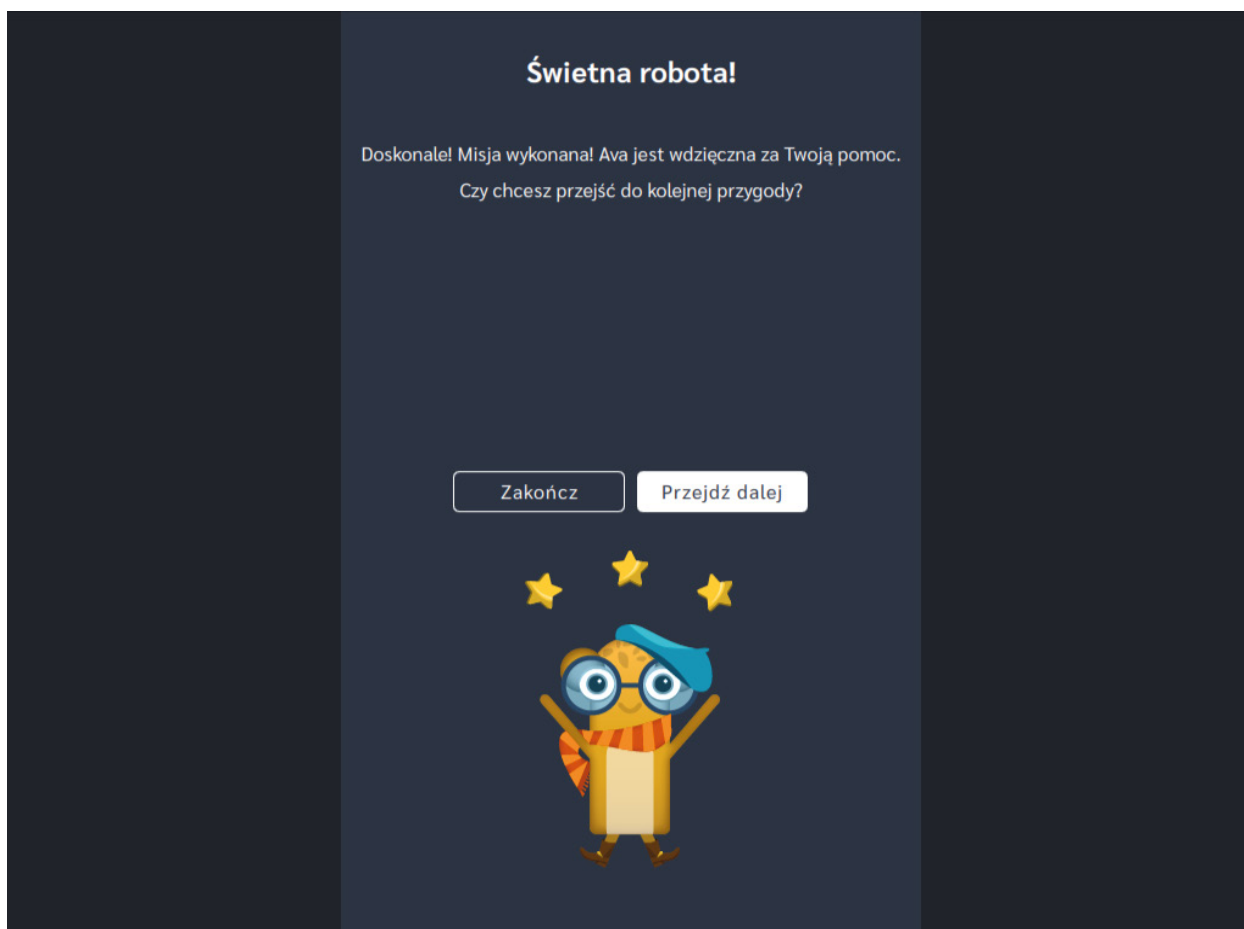 Świetna robota!
Doskonale! Misja wykonana! Ava jest wdzięczna za Twoją pomoc.
Czy chcesz przejść do kolejnej przygody?
Zakończ
Przejdź dalej